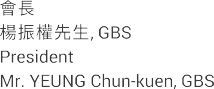 會長
楊振權先生, GBS
President
Mr. YEUNG Chun-kuen, GBS